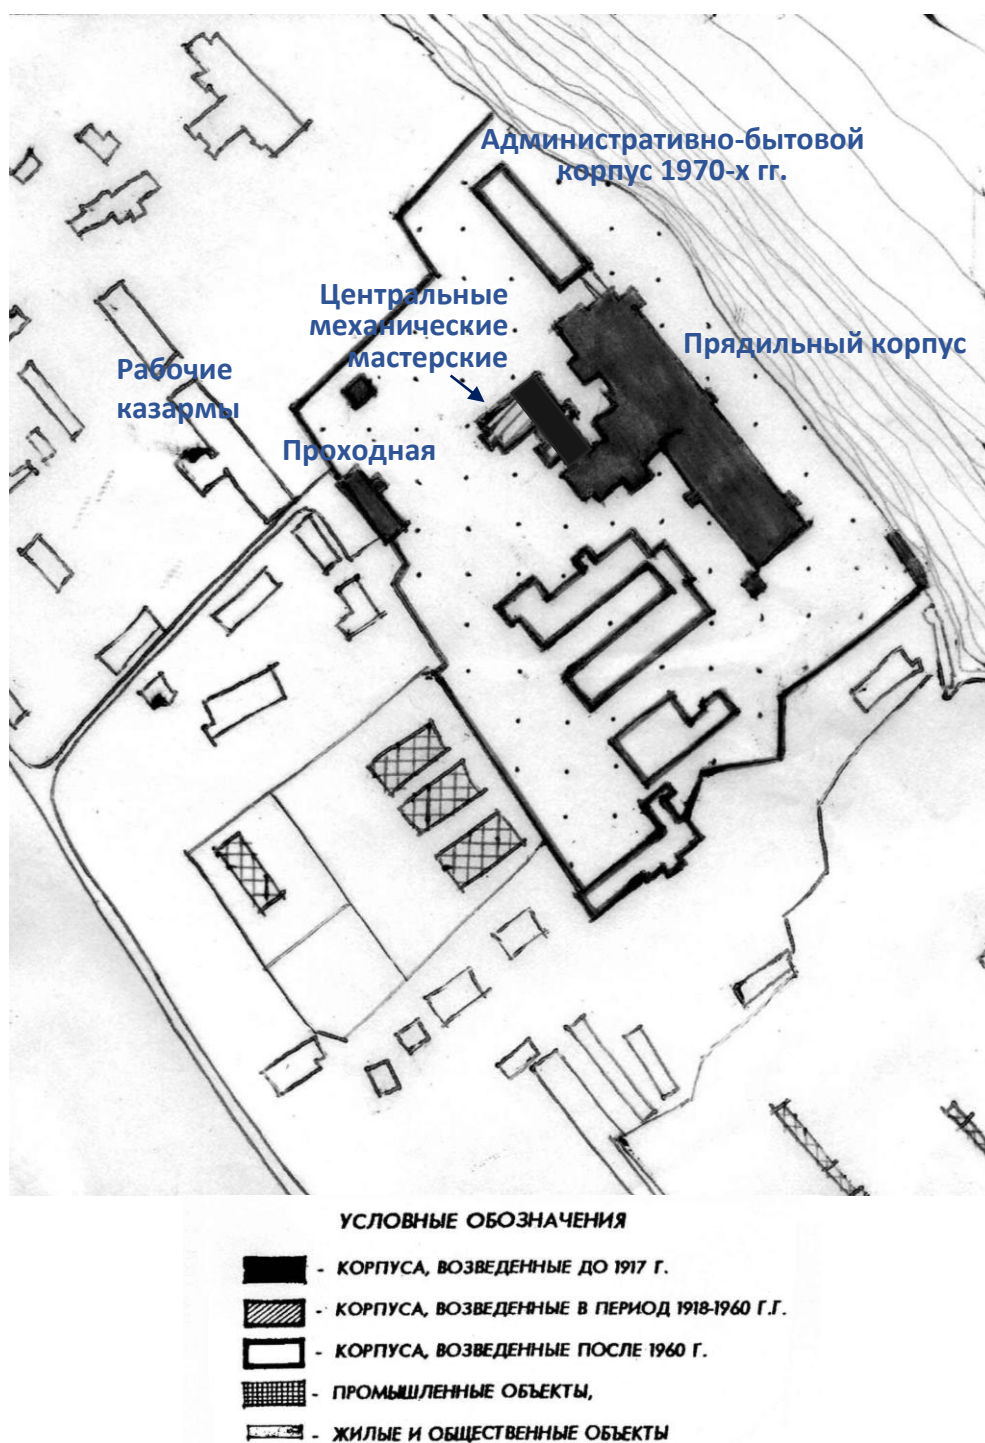 Административно-бытовой
корпус 1970-х гг.
Центральные
механические
мастерские
Прядильный корпус
Рабочие
казармы
Проходная
УСЛОВНЫЕ ОБОЗНАЧЕНИЯ
- КОРПУСА, ВОЗВЕДЕННЫЕ ДО 1917 Г.
- КОРПУСА, ВОЗВЕДЕННЫЕ В ПЕРИОД 1918-1960 Г.Г.
- КОРПУСА, ВОЗВЕДЕННЫЕ ПОСЛЕ 1960 Г.
- ПРОМЫШЛЕННЫЕ ОБЪЕКТЫ,
- ЖИЛЫЕ И ОБЩЕСТВЕННЫЕ ОБЪЕКТЫ